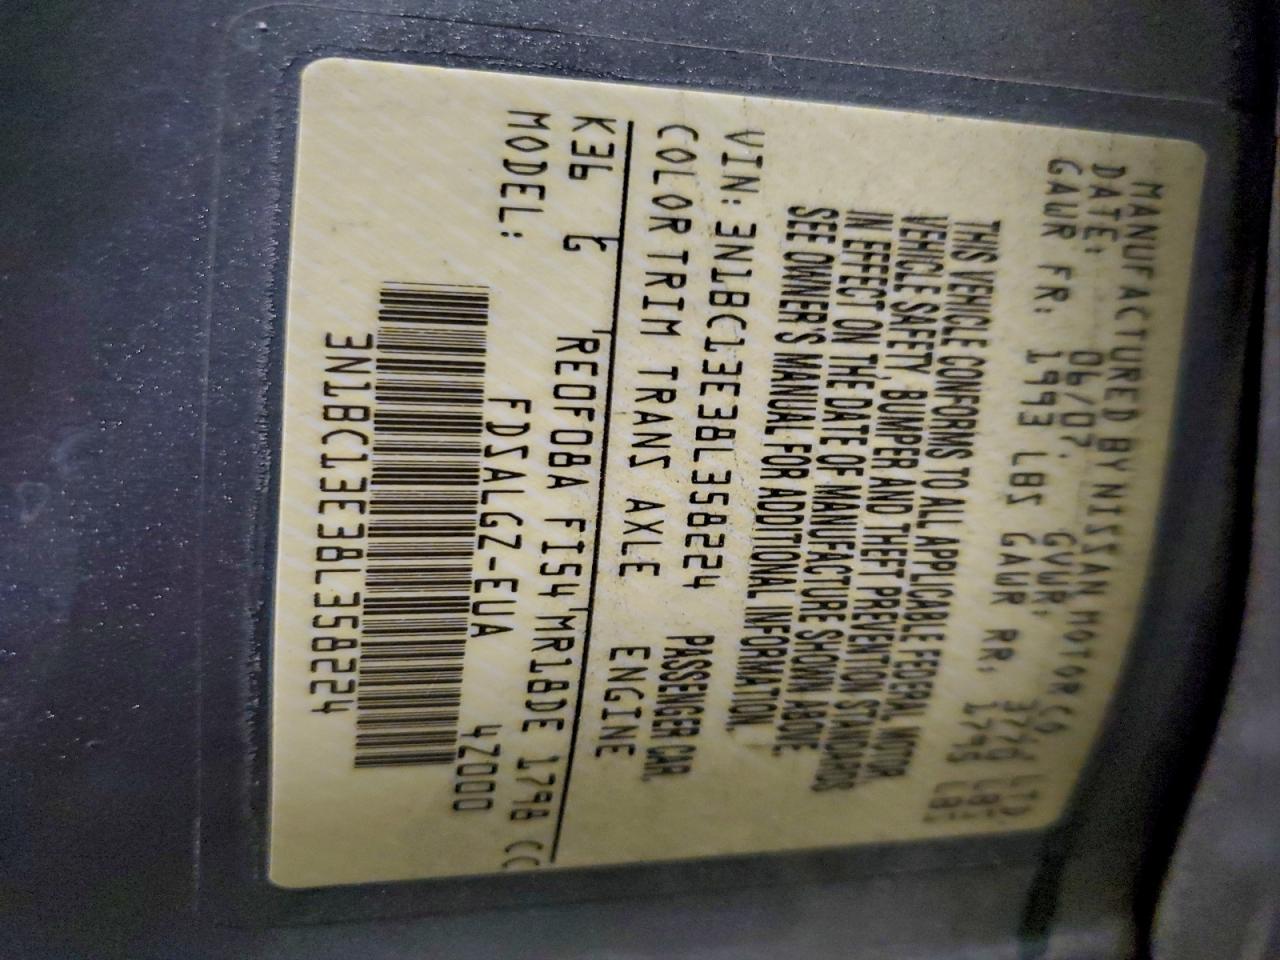 MANUFACTURED BY NISSAN MOTOR CO LTD.
DATE: 06/07. GVWR: 3770 LBS
GAWR FR: 1993 LBS GAWR RR, 1795 LBS
THIS VEHICLE CONFORMS TO ALL APPLICABLE FEDERAL MOTOR
VEHICLE SAFETY, BUMPER AND THEFT PREVENTION STANDARDS
IN EFFECT ON THE DATE OF MANUFACTURE SHOWN ABOVE
SEE OWNER'S MANUAL FOR ADDITIONAL INFORMATION.
VIN: 3N1BC13E38L358224 PASSENGER CAR.
COLOR TRIM TRANS AXLE ENGINE
K36 G RE0F08A FI54 MR18DE 1798 CC
MODEL: FDSALGZ-EUA 4Z000
3N1BC13E38L358224